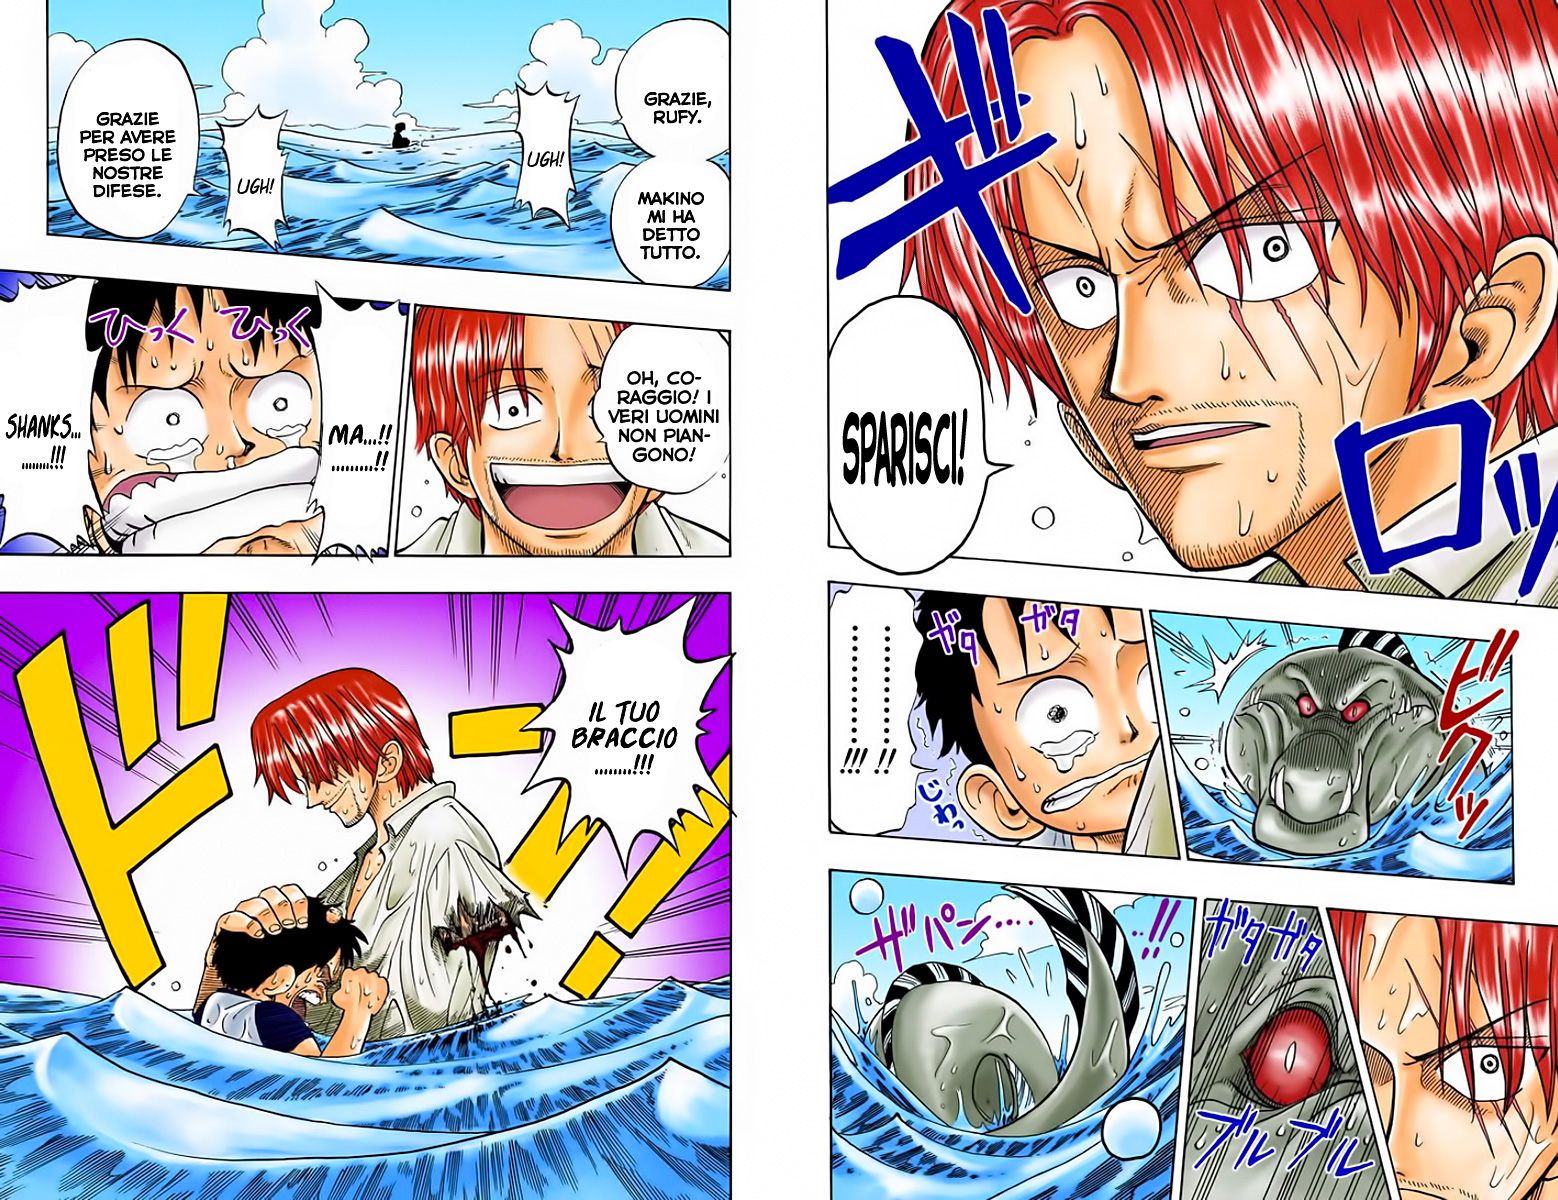 ギロッ
SPARISCI!
ビクッ
ガタ
ガタ
じわっ
!!! !!
ガタガタ
ブルブル
ザパン……!!
GRAZIE,
RUFY.
MAKINO
MI HA
DETTO
TUTTO.
UGH!
UGH!
GRAZIE
PER AVERE
PRESO LE
NOSTRE
DIFESE.
OH, CO-
RAGGIO! I
VERI UOMINI
NON PIAN-
GONO!
MA...!!
..........!!
ひっく ひっく
SHANKS...
.........!!!
IL TUO
BRACCIO
.........!!!
ドーン!!